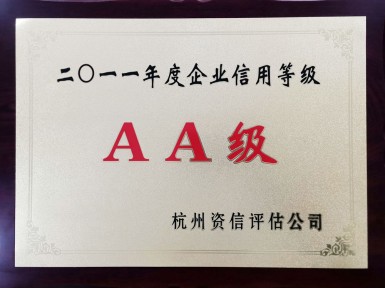 二〇一一年度企业信用等级
AA级
杭州资信评估公司